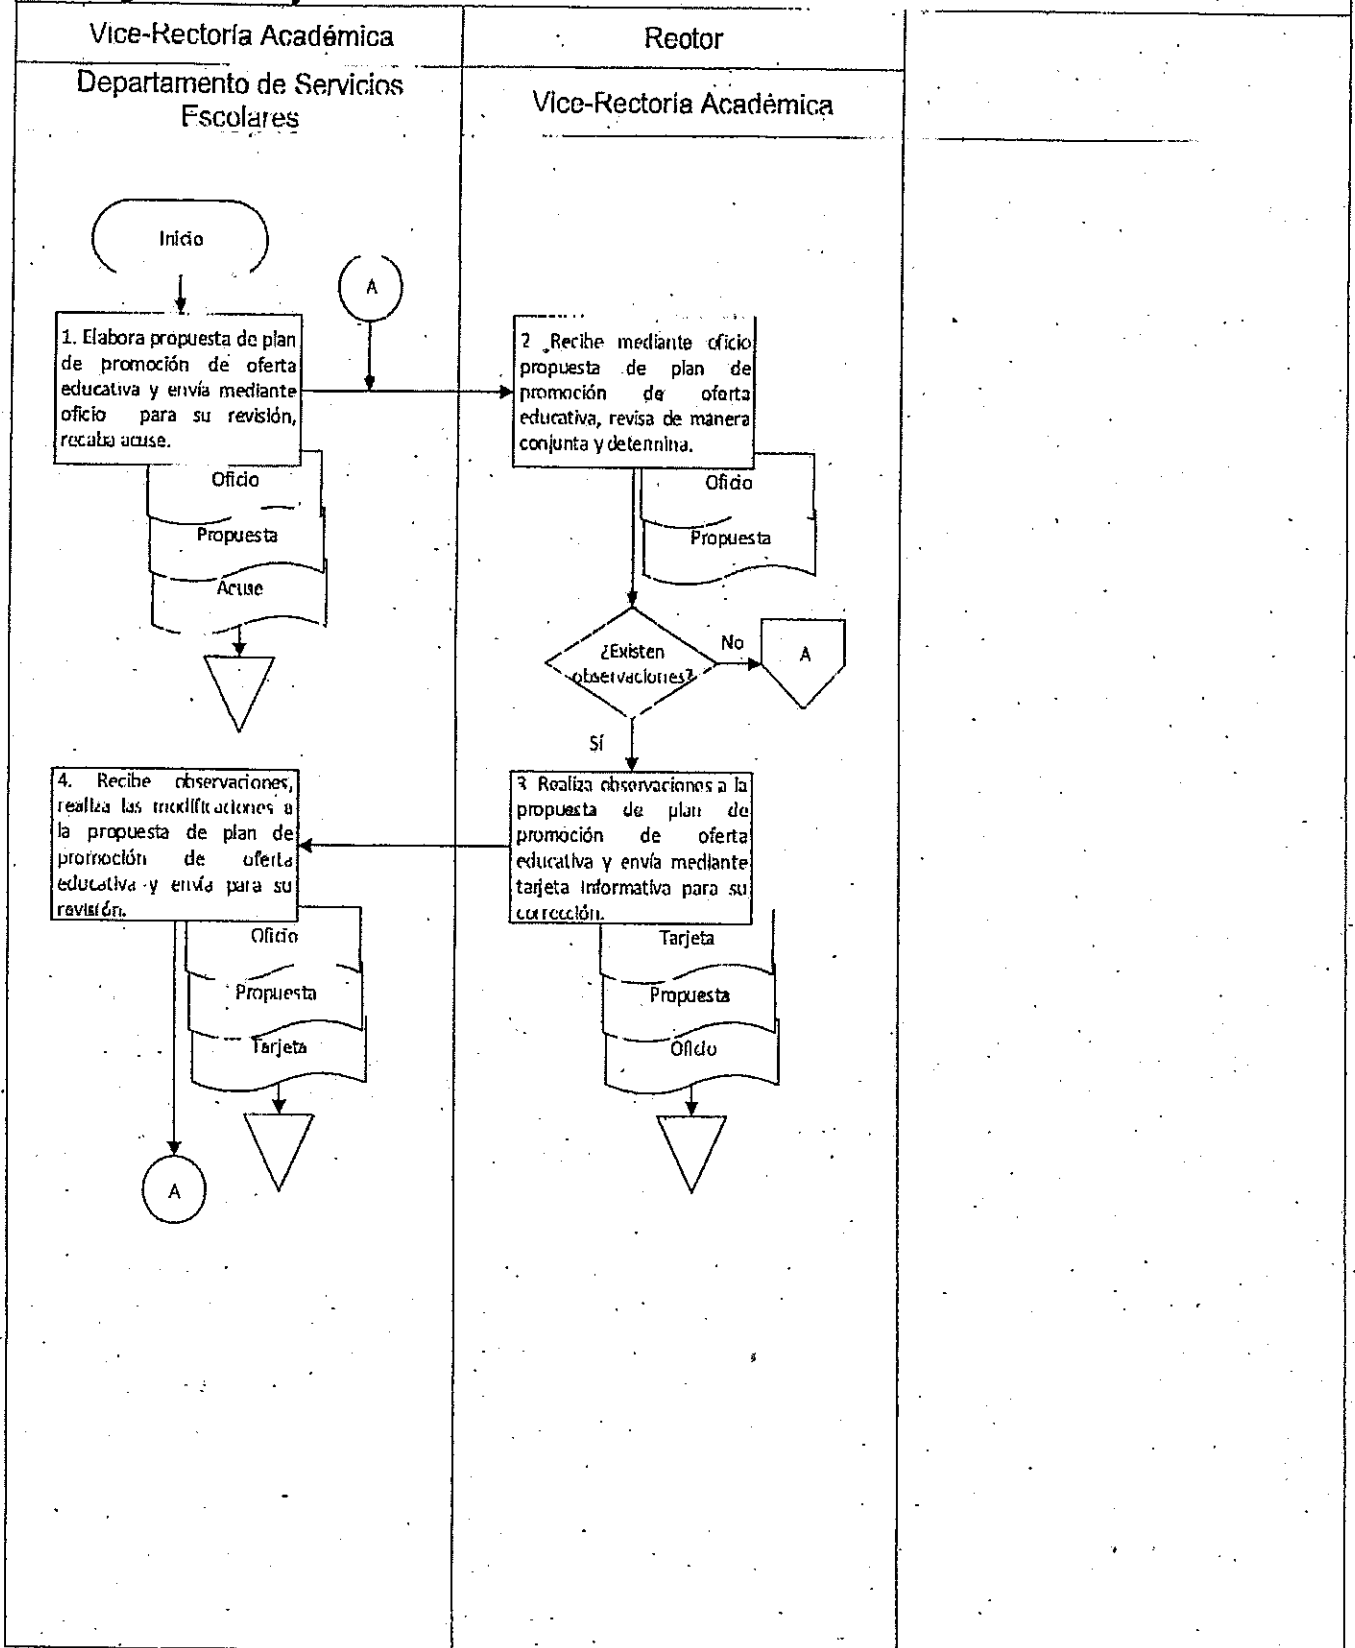 Vice-Rectoría Académica
Rector
Departamento de Servicios
Escolares
Vice-Rectoría Académica
Inicio
A
1. Elabora propuesta de plan
de promoción de oferta
educativa y envía mediante
oficio para su revisión,
recaba acuse.
Oficio
Propuesta
Acuse
2 Recibe mediante oficio
propuesta de plan de
promoción de oferta
educativa, revisa de manera
conjunta y determina.
Oficio
Propuesta
¿Existen
observaciones?
No
A
Sí
3 Realiza observaciones a la
propuesta de plan de
promoción de oferta
educativa y envía mediante
tarjeta informativa para su
corrección.
Tarjeta
Propuesta
Oficio
4. Recibe observaciones,
realiza las modificaciones a
la propuesta de plan de
promoción de oferta
educativa y envía para su
revisión.
Oficio
Propuesta
Tarjeta
A